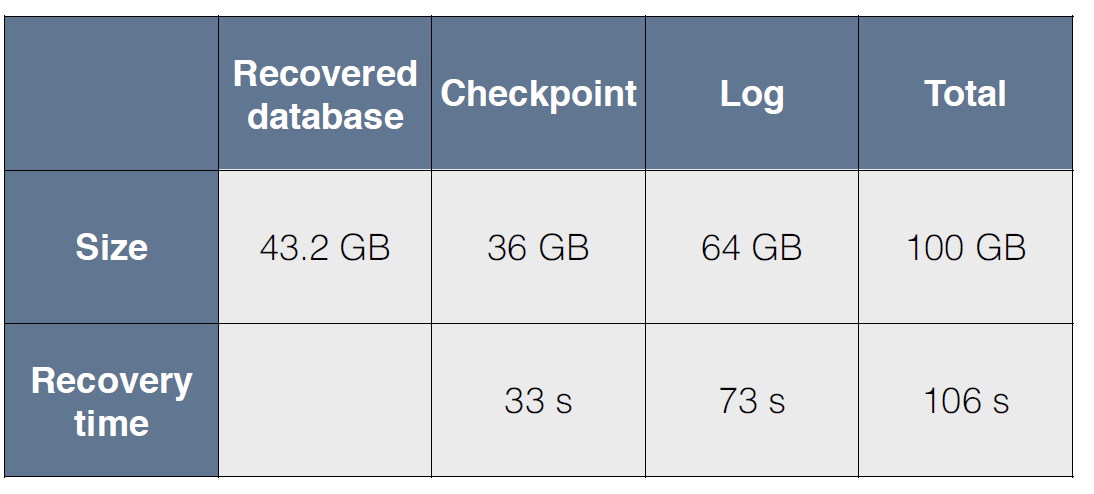 Recovered
database
Checkpoint
Log
Total
Size
43.2 GB
36 GB
64 GB
100 GB
Recovery
time
33 s
73 s
106 s